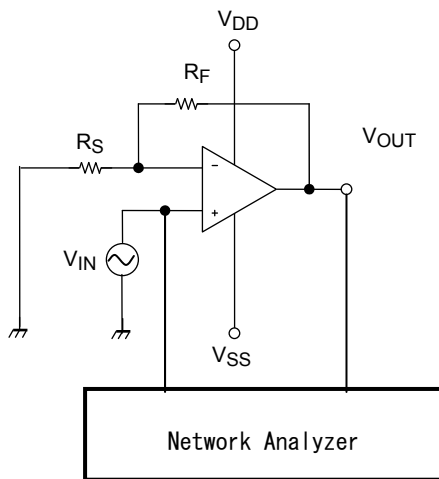 VDD
RF
RS
VOUT
-
+
VIN
VSS
Network Analyzer